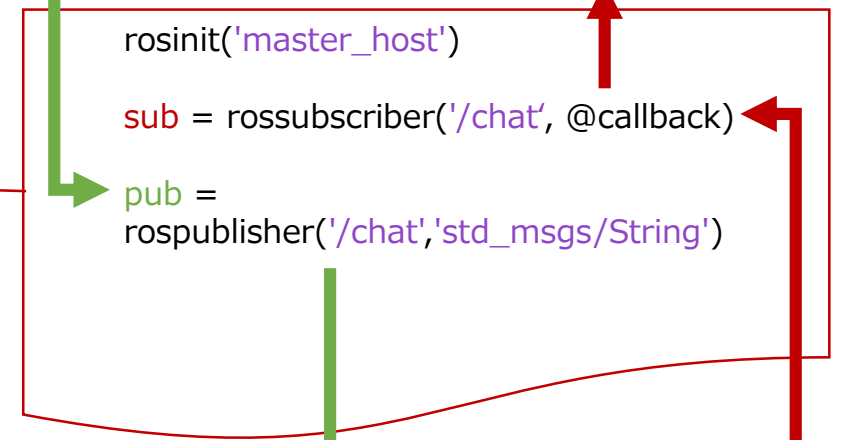 rosinit('master_host')
sub = rossubscriber('/chat‘, @callback)
pub =
rospublisher('/chat','std_msgs/String')